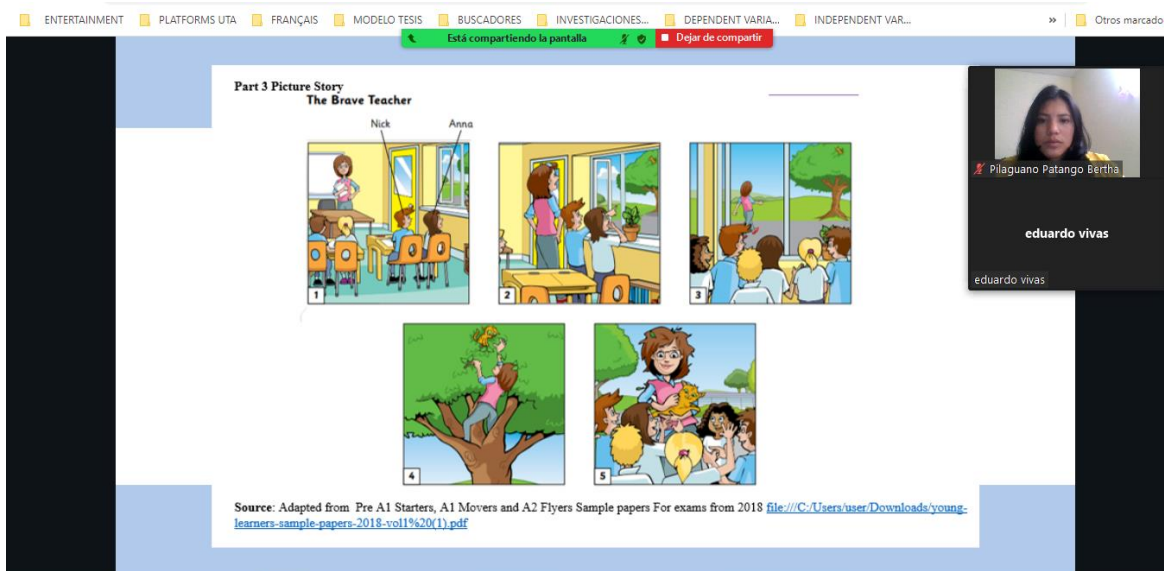 ENTERTAINMENT PLATFORMS UTA FRANÇAIS MODELO TESIS BUSCADORES INVESTIGACIONES... DEPENDENT VARIA... INDEPENDENT VAR... » Otros marcado
Está compartiendo la pantalla Dejar de compartir
Part 3 Picture Story
The Brave Teacher
Nick Anna
1 2 3
4 5
Pilaguano Patango Bertha
eduardo vivas
eduardo vivas
Source: Adapted from Pre A1 Starters, A1 Movers and A2 Flyers Sample papers For exams from 2018 file:///C:/Users/user/Downloads/young-
learners-sample-papers-2018-vol1%20(1).pdf